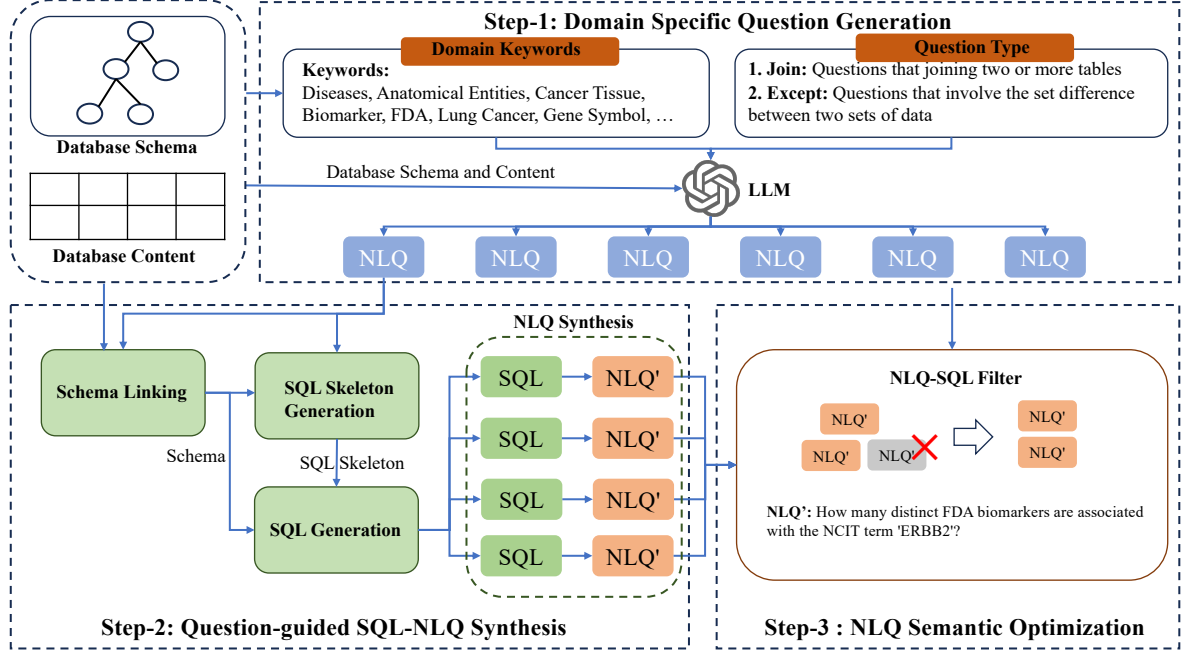 Step-1: Domain Specific Question Generation
Database Schema
Database Content
Domain Keywords
Keywords:
Diseases, Anatomical Entities, Cancer Tissue,
Biomarker, FDA, Lung Cancer, Gene Symbol, …
Question Type
1. Join: Questions that joining two or more tables
2. Except: Questions that involve the set difference
between two sets of data
Database Schema and Content
LLM
NLQ
NLQ
NLQ
NLQ
NLQ
NLQ
Schema Linking
SQL Skeleton
Generation
Schema
SQL Skeleton
SQL Generation
NLQ Synthesis
SQL
NLQ'
SQL
NLQ'
SQL
NLQ'
SQL
NLQ'
Step-2: Question-guided SQL-NLQ Synthesis
NLQ-SQL Filter
NLQ'
NLQ'
NLQ'
NLQ'
NLQ'
NLQ’: How many distinct FDA biomarkers are associated
with the NCIT term 'ERBB2'?
Step-3 : NLQ Semantic Optimization